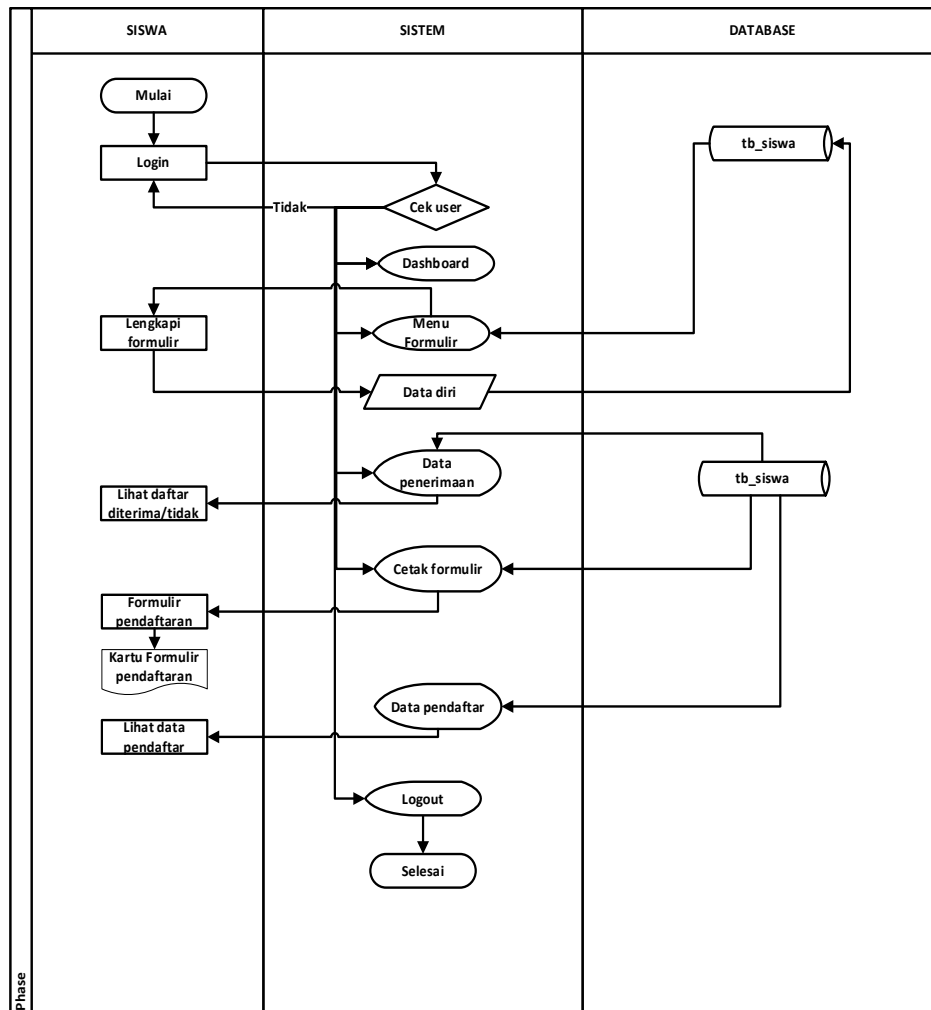 SISWA
SISTEM
DATABASE
Mulai
tb_siswa
Login
Tidak
Cek user
Dashboard
Lengkapi
formulir
Menu
Formulir
Data diri
Data
penerimaan
tb_siswa
Lihat daftar
diterima/tidak
Cetak formulir
Formulir
pendaftaran
Kartu Formulir
pendaftaran
Data pendaftar
Lihat data
pendaftar
Logout
Selesai
Phase